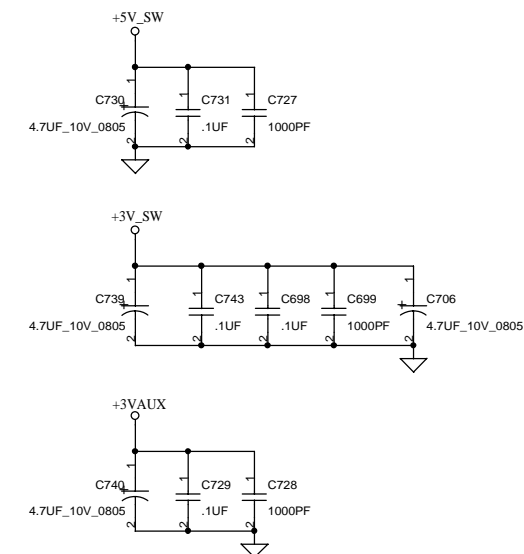 +5V_SW
1 1 1
C730 C731 C727
4.7UF_10V_0805 .1UF 1000PF
2 2 2
+3V_SW
1 1 1 1 1
C739 C743 C698 C699 C706
4.7UF_10V_0805 .1UF .1UF 1000PF 4.7UF_10V_0805
2 2 2 2 2
+3VAUX
1 1 1
C740 C729 C728
4.7UF_10V_0805 .1UF 1000PF
2 2 2